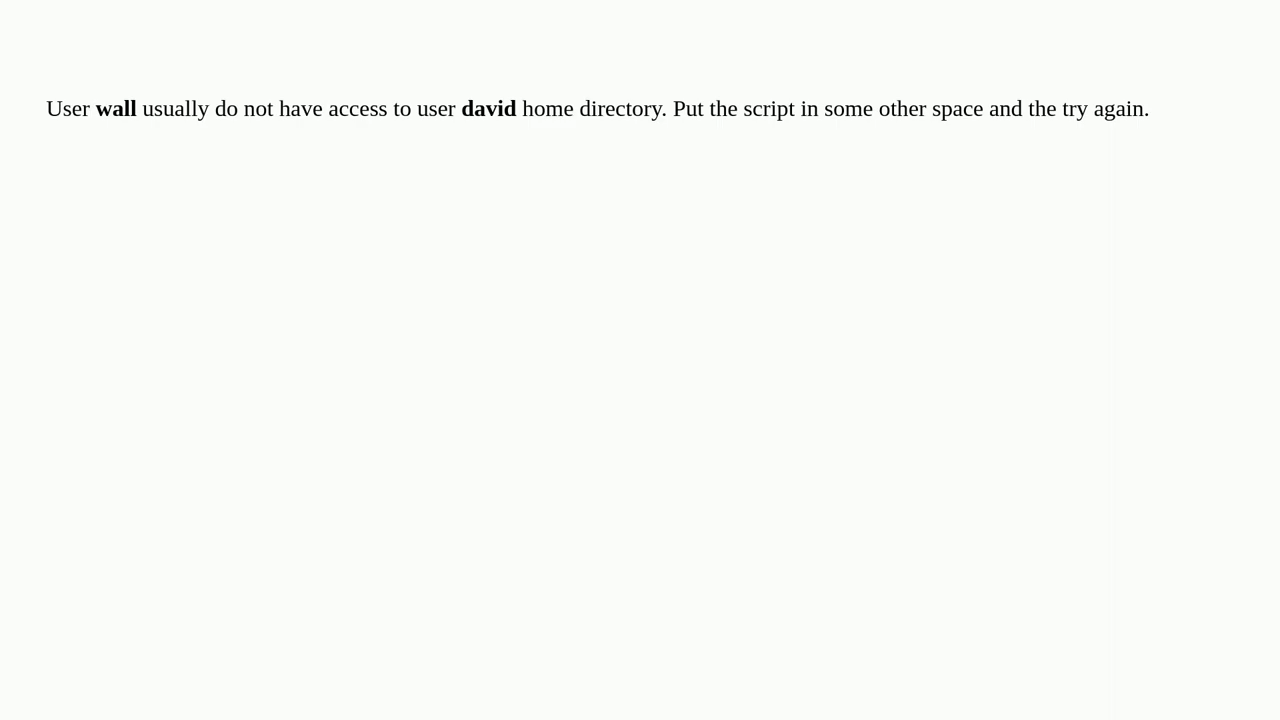 User wall usually do not have access to user david home directory. Put the script in some other space and the try again.